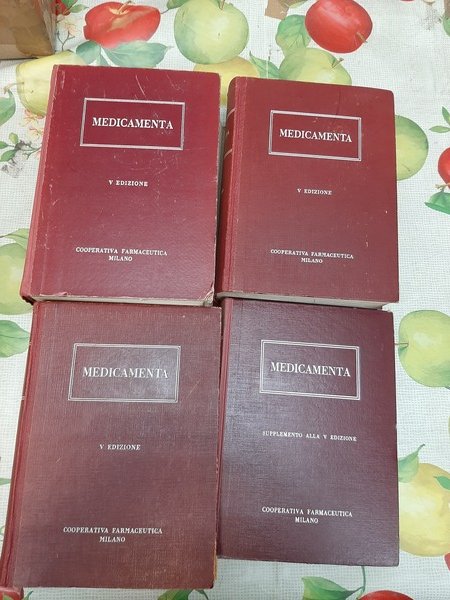 MEDICAMENTA
V EDIZIONE
COOPERATIVA FARMACEUTICA
MILANO
MEDICAMENTA
V EDIZIONE
COOPERATIVA FARMACEUTICA
MILANO
MEDICAMENTA
V EDIZIONE
COOPERATIVA FARMACEUTICA
MILANO
MEDICAMENTA
SUPPLEMENTO ALLA V EDIZIONE
COOPERATIVA FARMACEUTICA
MILANO